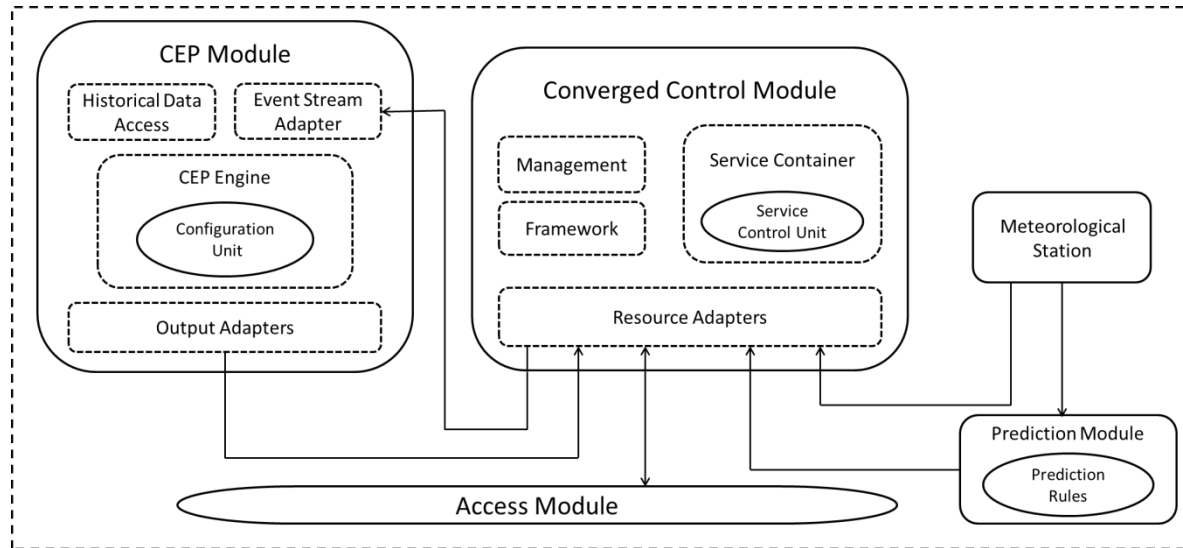 CEP Module
Historical Data
Access
Event Stream
Adapter
CEP Engine
Configuration
Unit
Output Adapters
Converged Control Module
Management
Framework
Service Container
Service
Control Unit
Resource Adapters
Meteorological
Station
Prediction Module
Prediction
Rules
Access Module